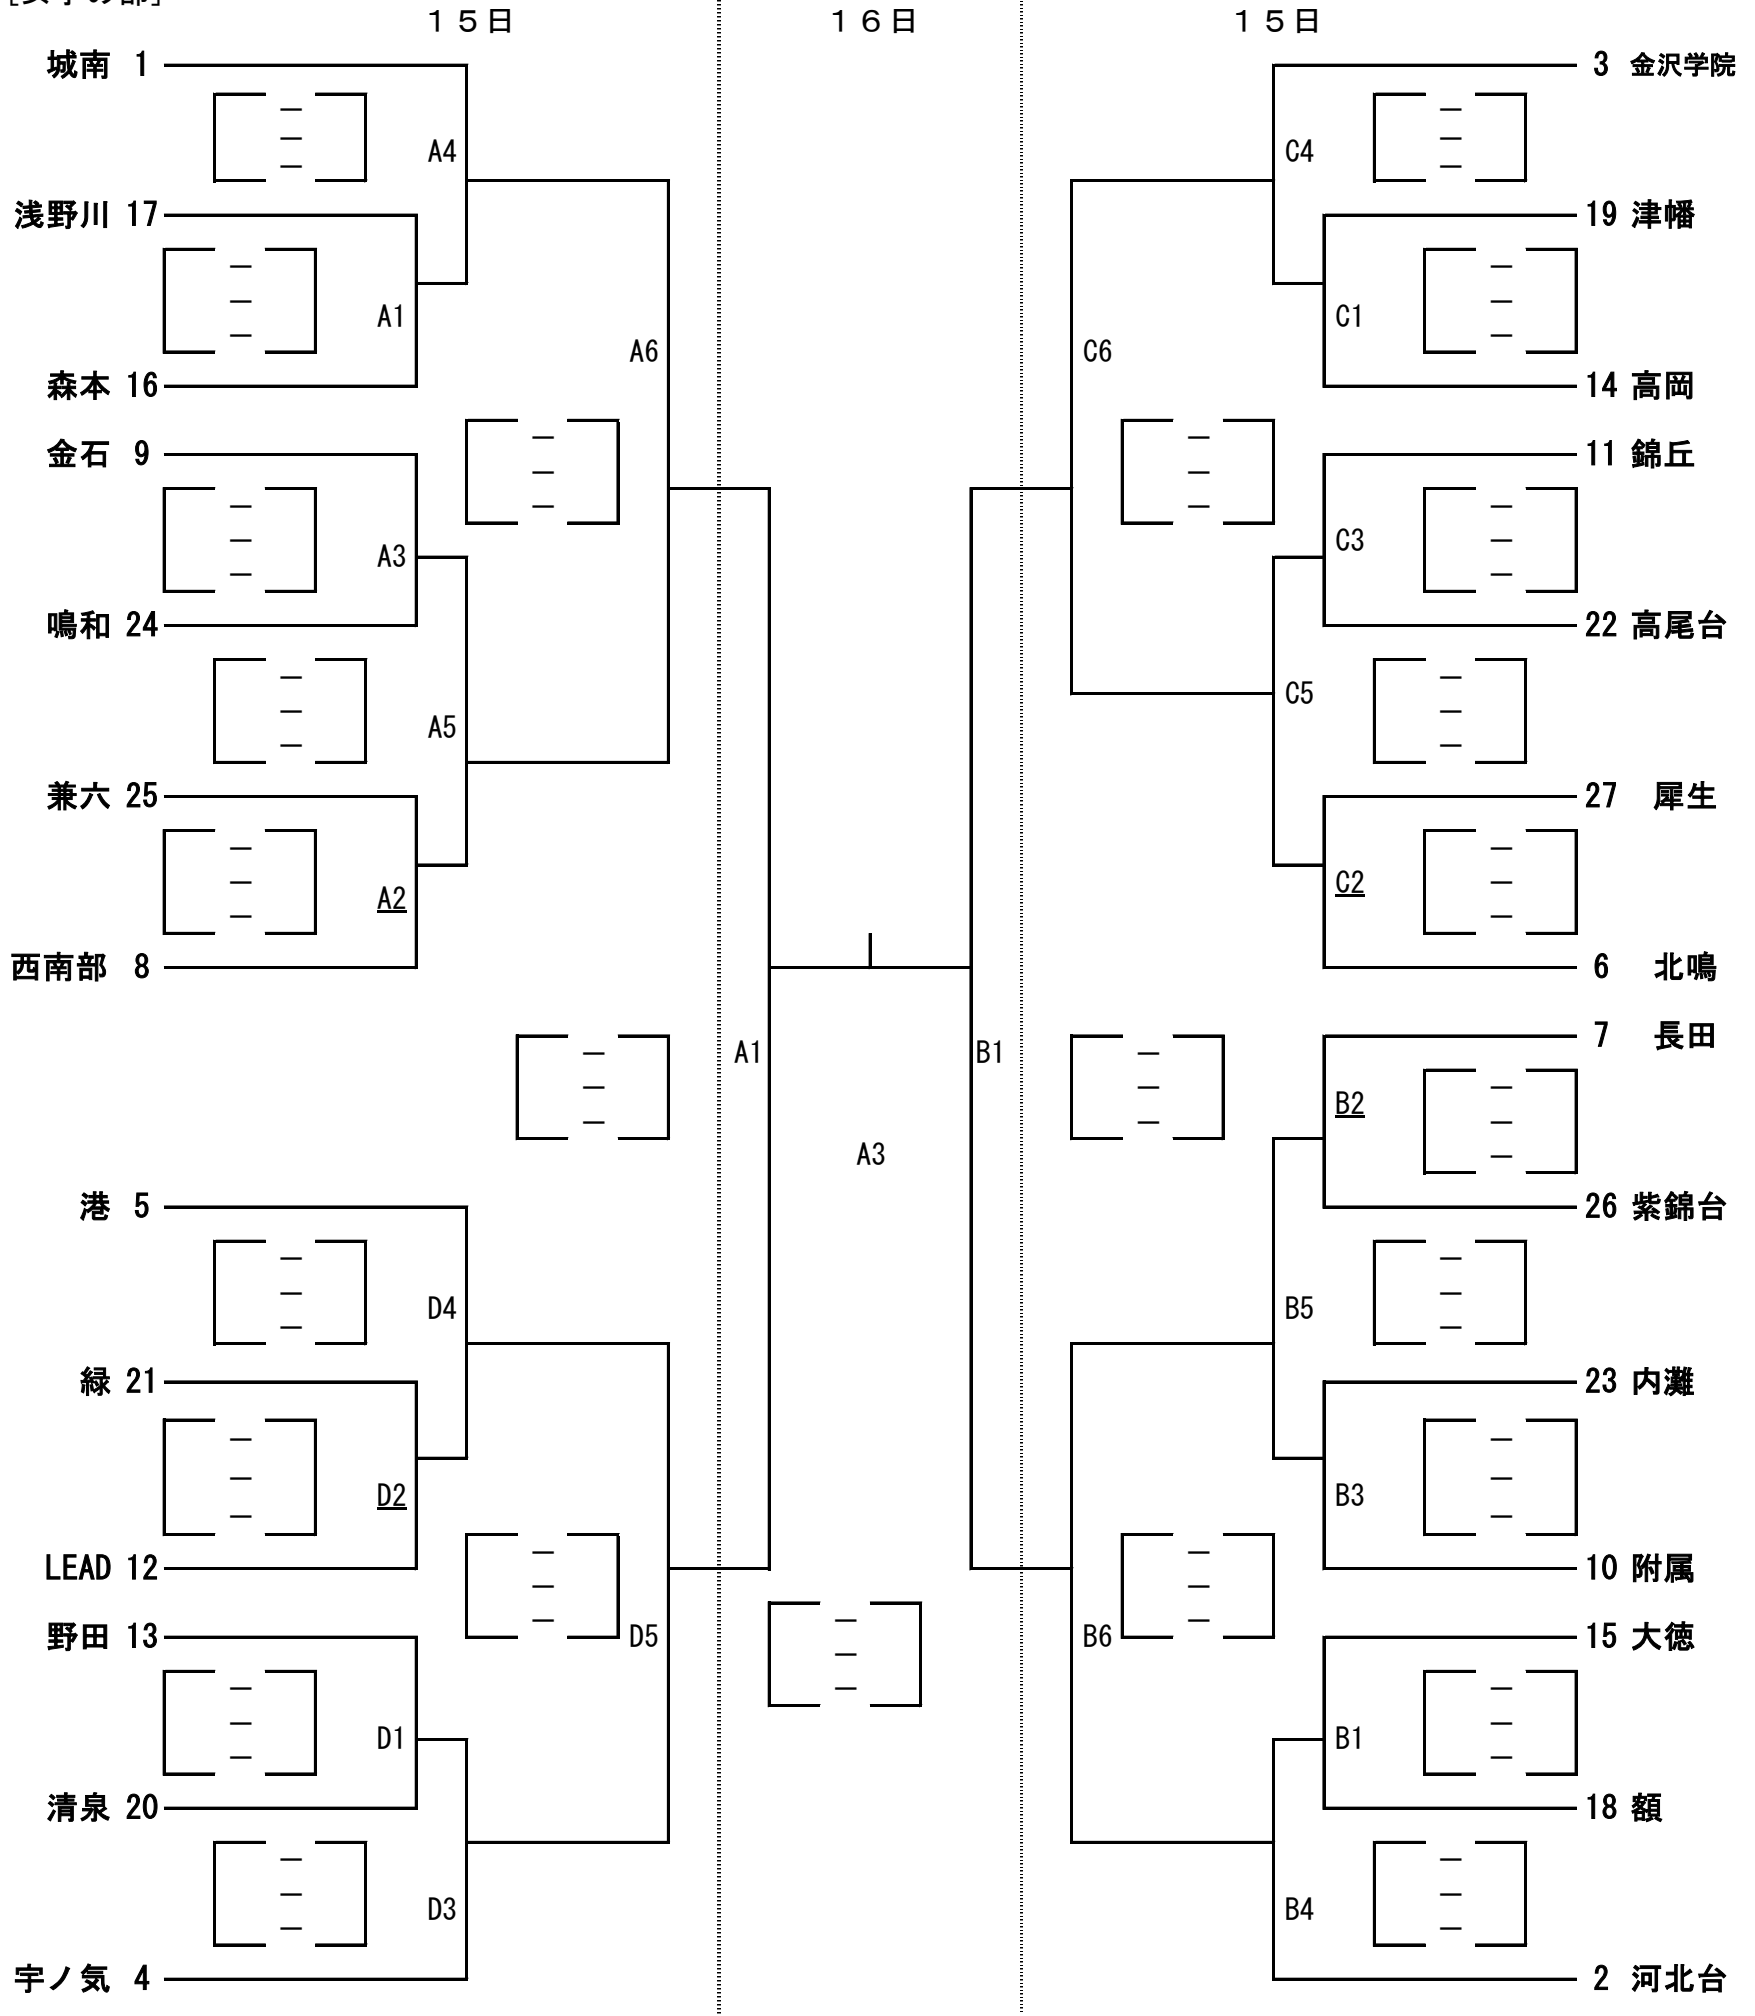 １５日 １６日 １５日
城南 1 3 金沢学院
A4 C4
浅野川 17 19 津幡
A1 C1
A6 C6
森本 16 14 高岡
金石 9 11 錦丘
A3 C3
鳴和 24 22 高尾台
C5
A5
兼六 25 27 犀生
A2 C2
西南部 8 6 北鳴
7 長田
A1 B1
B2
A3
港 5 26 紫錦台
D4 B5
緑 21 23 内灘
D2 B3
LEAD 12 10 附属
野田 13 D5 B6 15 大徳
D1 B1
清泉 20 18 額
D3 B4
宇ノ気 4 2 河北台